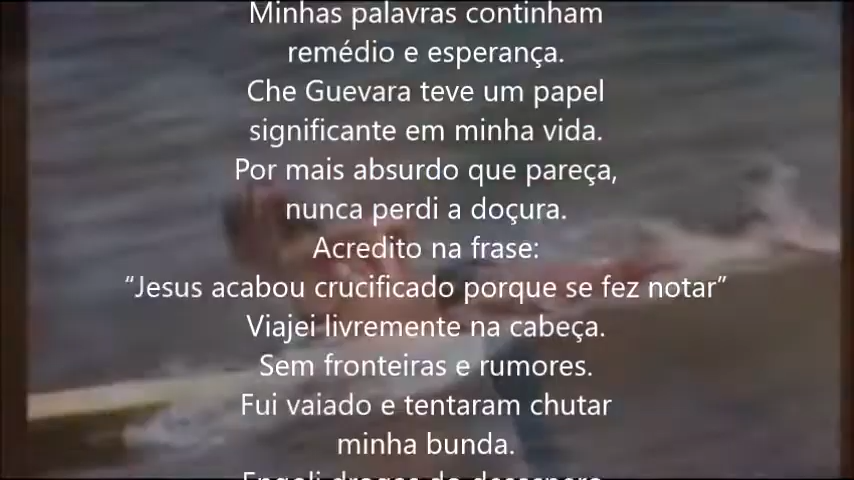 Minhas palavras continham
remédio e esperança.
Che Guevara teve um papel
significante em minha vida.
Por mais absurdo que pareça,
nunca perdi a doçura.
Acredito na frase:
“Jesus acabou crucificado porque se fez notar”
Viajei livremente na cabeça.
Sem fronteiras e rumores.
Fui vaiado e tentaram chutar
minha bunda.